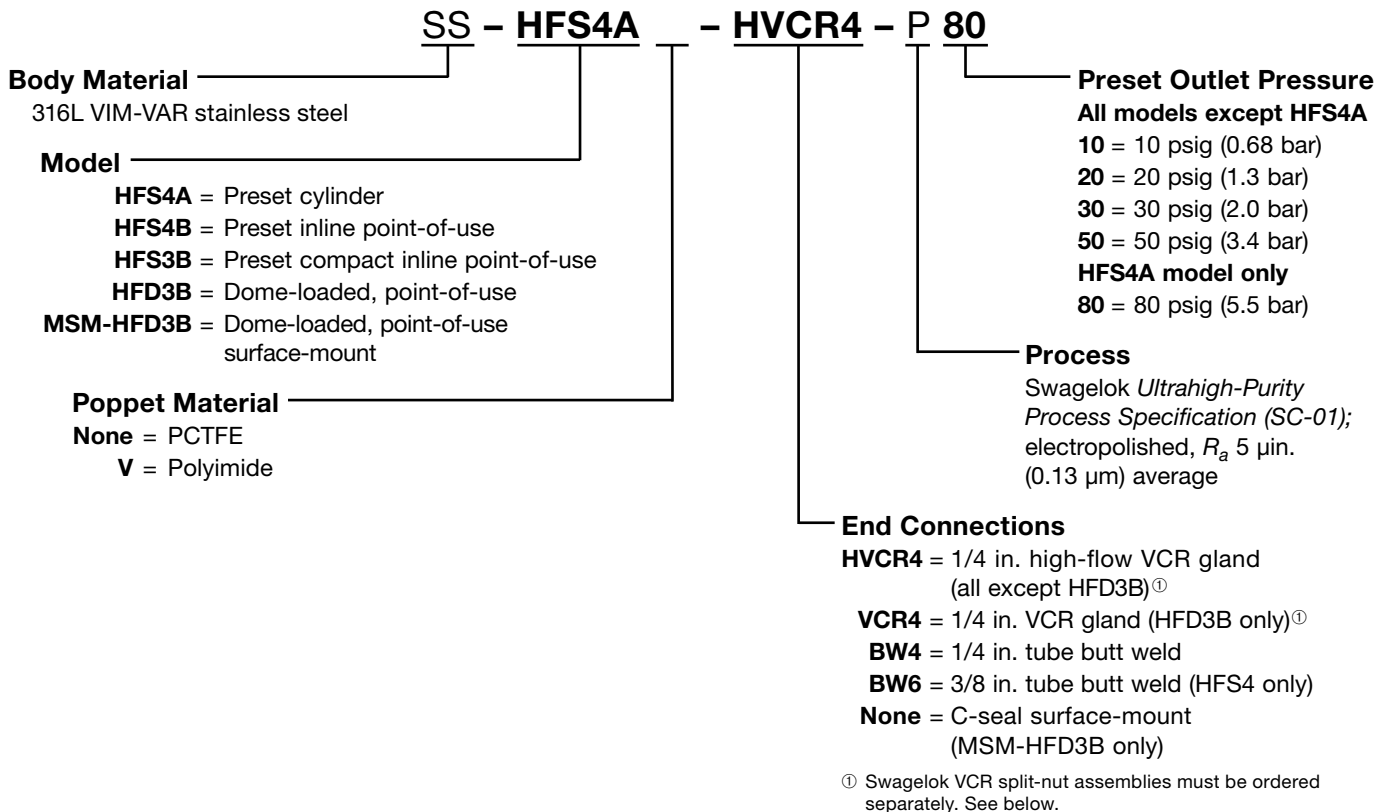 SS – HFS4A – HVCR4 – P 80
Body Material
316L VIM-VAR stainless steel
Model
HFS4A = Preset cylinder
HFS4B = Preset inline point-of-use
HFS3B = Preset compact inline point-of-use
HFD3B = Dome-loaded, point-of-use
MSM-HFD3B = Dome-loaded, point-of-use
surface-mount
Poppet Material
None = PCTFE
V = Polyimide
Preset Outlet Pressure
All models except HFS4A
10 = 10 psig (0.68 bar)
20 = 20 psig (1.3 bar)
30 = 30 psig (2.0 bar)
50 = 50 psig (3.4 bar)
HFS4A model only
80 = 80 psig (5.5 bar)
Process
Swagelok Ultrahigh-Purity
Process Specification (SC-01);
electropolished, Ra 5 µin.
(0.13 µm) average
End Connections
HVCR4 = 1/4 in. high-flow VCR gland
(all except HFD3B)①
VCR4 = 1/4 in. VCR gland (HFD3B only)①
BW4 = 1/4 in. tube butt weld
BW6 = 3/8 in. tube butt weld (HFS4 only)
None = C-seal surface-mount
(MSM-HFD3B only)
① Swagelok VCR split-nut assemblies must be ordered
separately. See below.